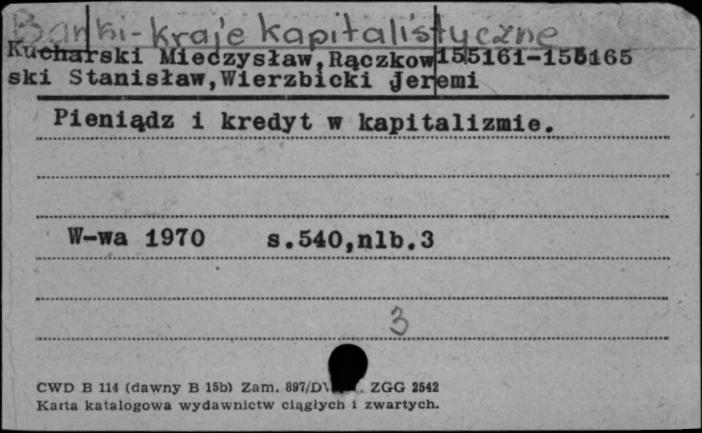 Banki - kraje kapitalistyczne
Kucharski Mieczysław,Rączkow 155161-155165
ski Stanisław,Wierzbicki Jeremi
Pieniądz i kredyt w kapitalizmie.
W-wa 1970 s.540,nlb.3
3
CWD B 114 (dawny B 15b) Zam. 897/D ZGG 2542
Karta katalogowa wydawnictw ciągłych i zwartych.